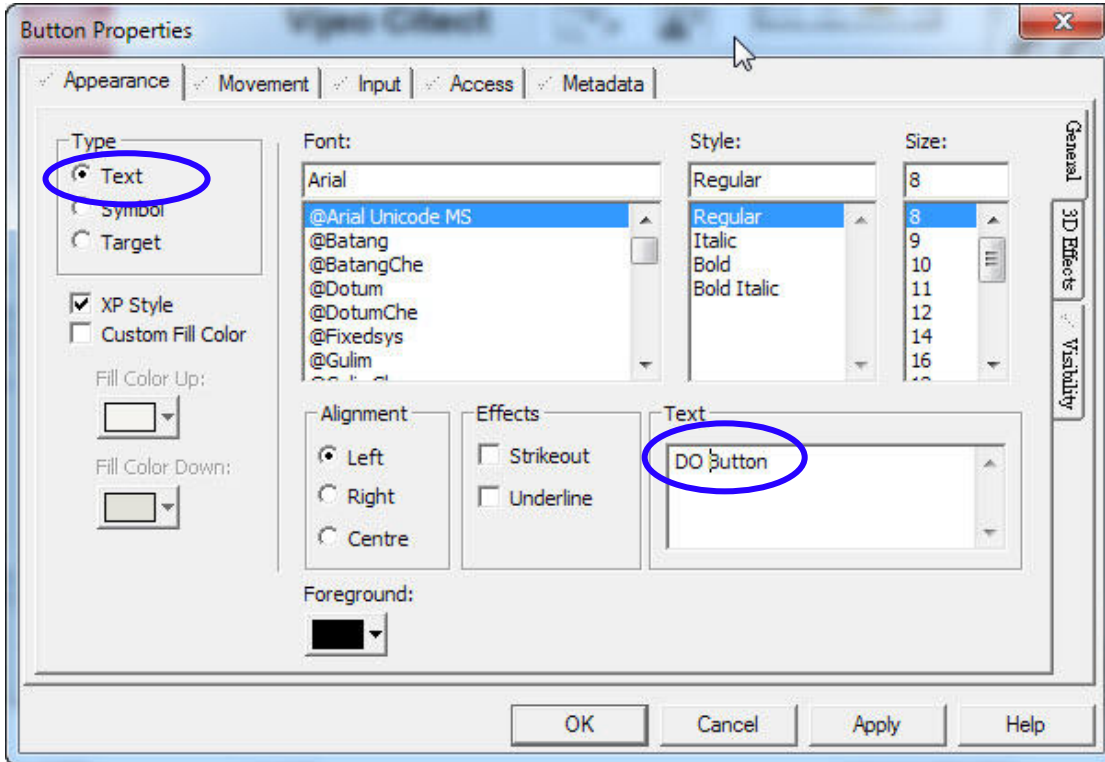 Vijeo Citect
Button Properties
Appearance
Movement
Input
Access
Metadata
General
3D Effects
Visibility
Type
Text
Symbol
Target
XP Style
Custom Fill Color
Fill Color Up:
Fill Color Down:
Font:
Arial
@Arial Unicode MS
@Batang
@BatangChe
@Dotum
@DotumChe
@Fixedsys
@Gulim
Style:
Regular
Regular
Italic
Bold
Bold Italic
Size:
8
8
9
10
11
12
14
16
Alignment
Left
Right
Centre
Effects
Strikeout
Underline
Text
DO Button
Foreground:
OK
Cancel
Apply
Help